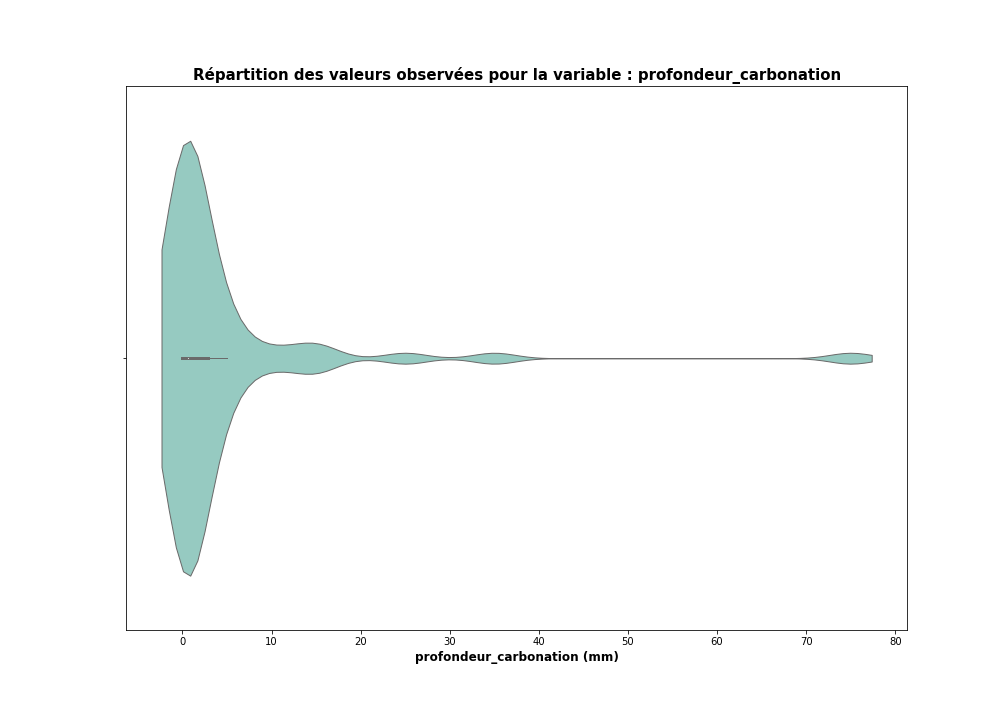 Répartition des valeurs observées pour la variable : profondeur_carbonation
0 10 20 30 40 50 60 70 80
profondeur_carbonation (mm)